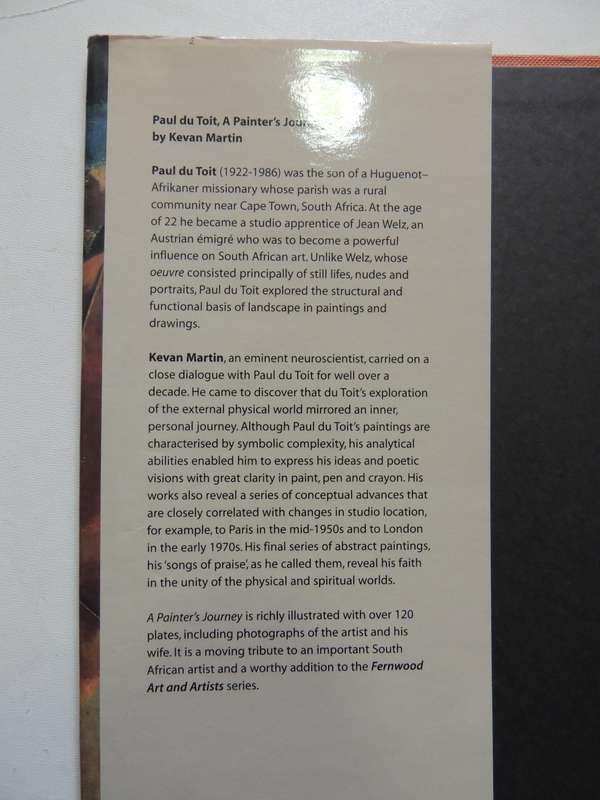 Paul du Toit, A Painter's
by Kevan Martin
Paul du Toit (1922-1986) was the son of a Huguenot–
Afrikaner missionary whose parish was a rural
community near Cape Town, South Africa. At the age
of 22 he became a studio apprentice of Jean Welz, an
Austrian émigré who was to become a powerful
influence on South African art. Unlike Welz, whose
oeuvre consisted principally of still lifes, nudes and
portraits, Paul du Toit explored the structural and
functional basis of landscape in paintings and
drawings.
Kevan Martin, an eminent neuroscientist, carried on a
close dialogue with Paul du Toit for well over a
decade. He came to discover that du Toit's exploration
of the external physical world mirrored an inner,
personal journey. Although Paul du Toit's paintings are
characterised by symbolic complexity, his analytical
abilities enabled him to express his ideas and poetic
visions with great clarity in paint, pen and crayon. His
works also reveal a series of conceptual advances that
are closely correlated with changes in studio location,
for example, to Paris in the mid-1950s and to London
in the early 1970s. His final series of abstract paintings,
his 'songs of praise', as he called them, reveal his faith
in the unity of the physical and spiritual worlds.
A Painter's Journey is richly illustrated with over 120
plates, including photographs of the artist and his
wife. It is a moving tribute to an important South
African artist and a worthy addition to the Fernwood
Art and Artists series.